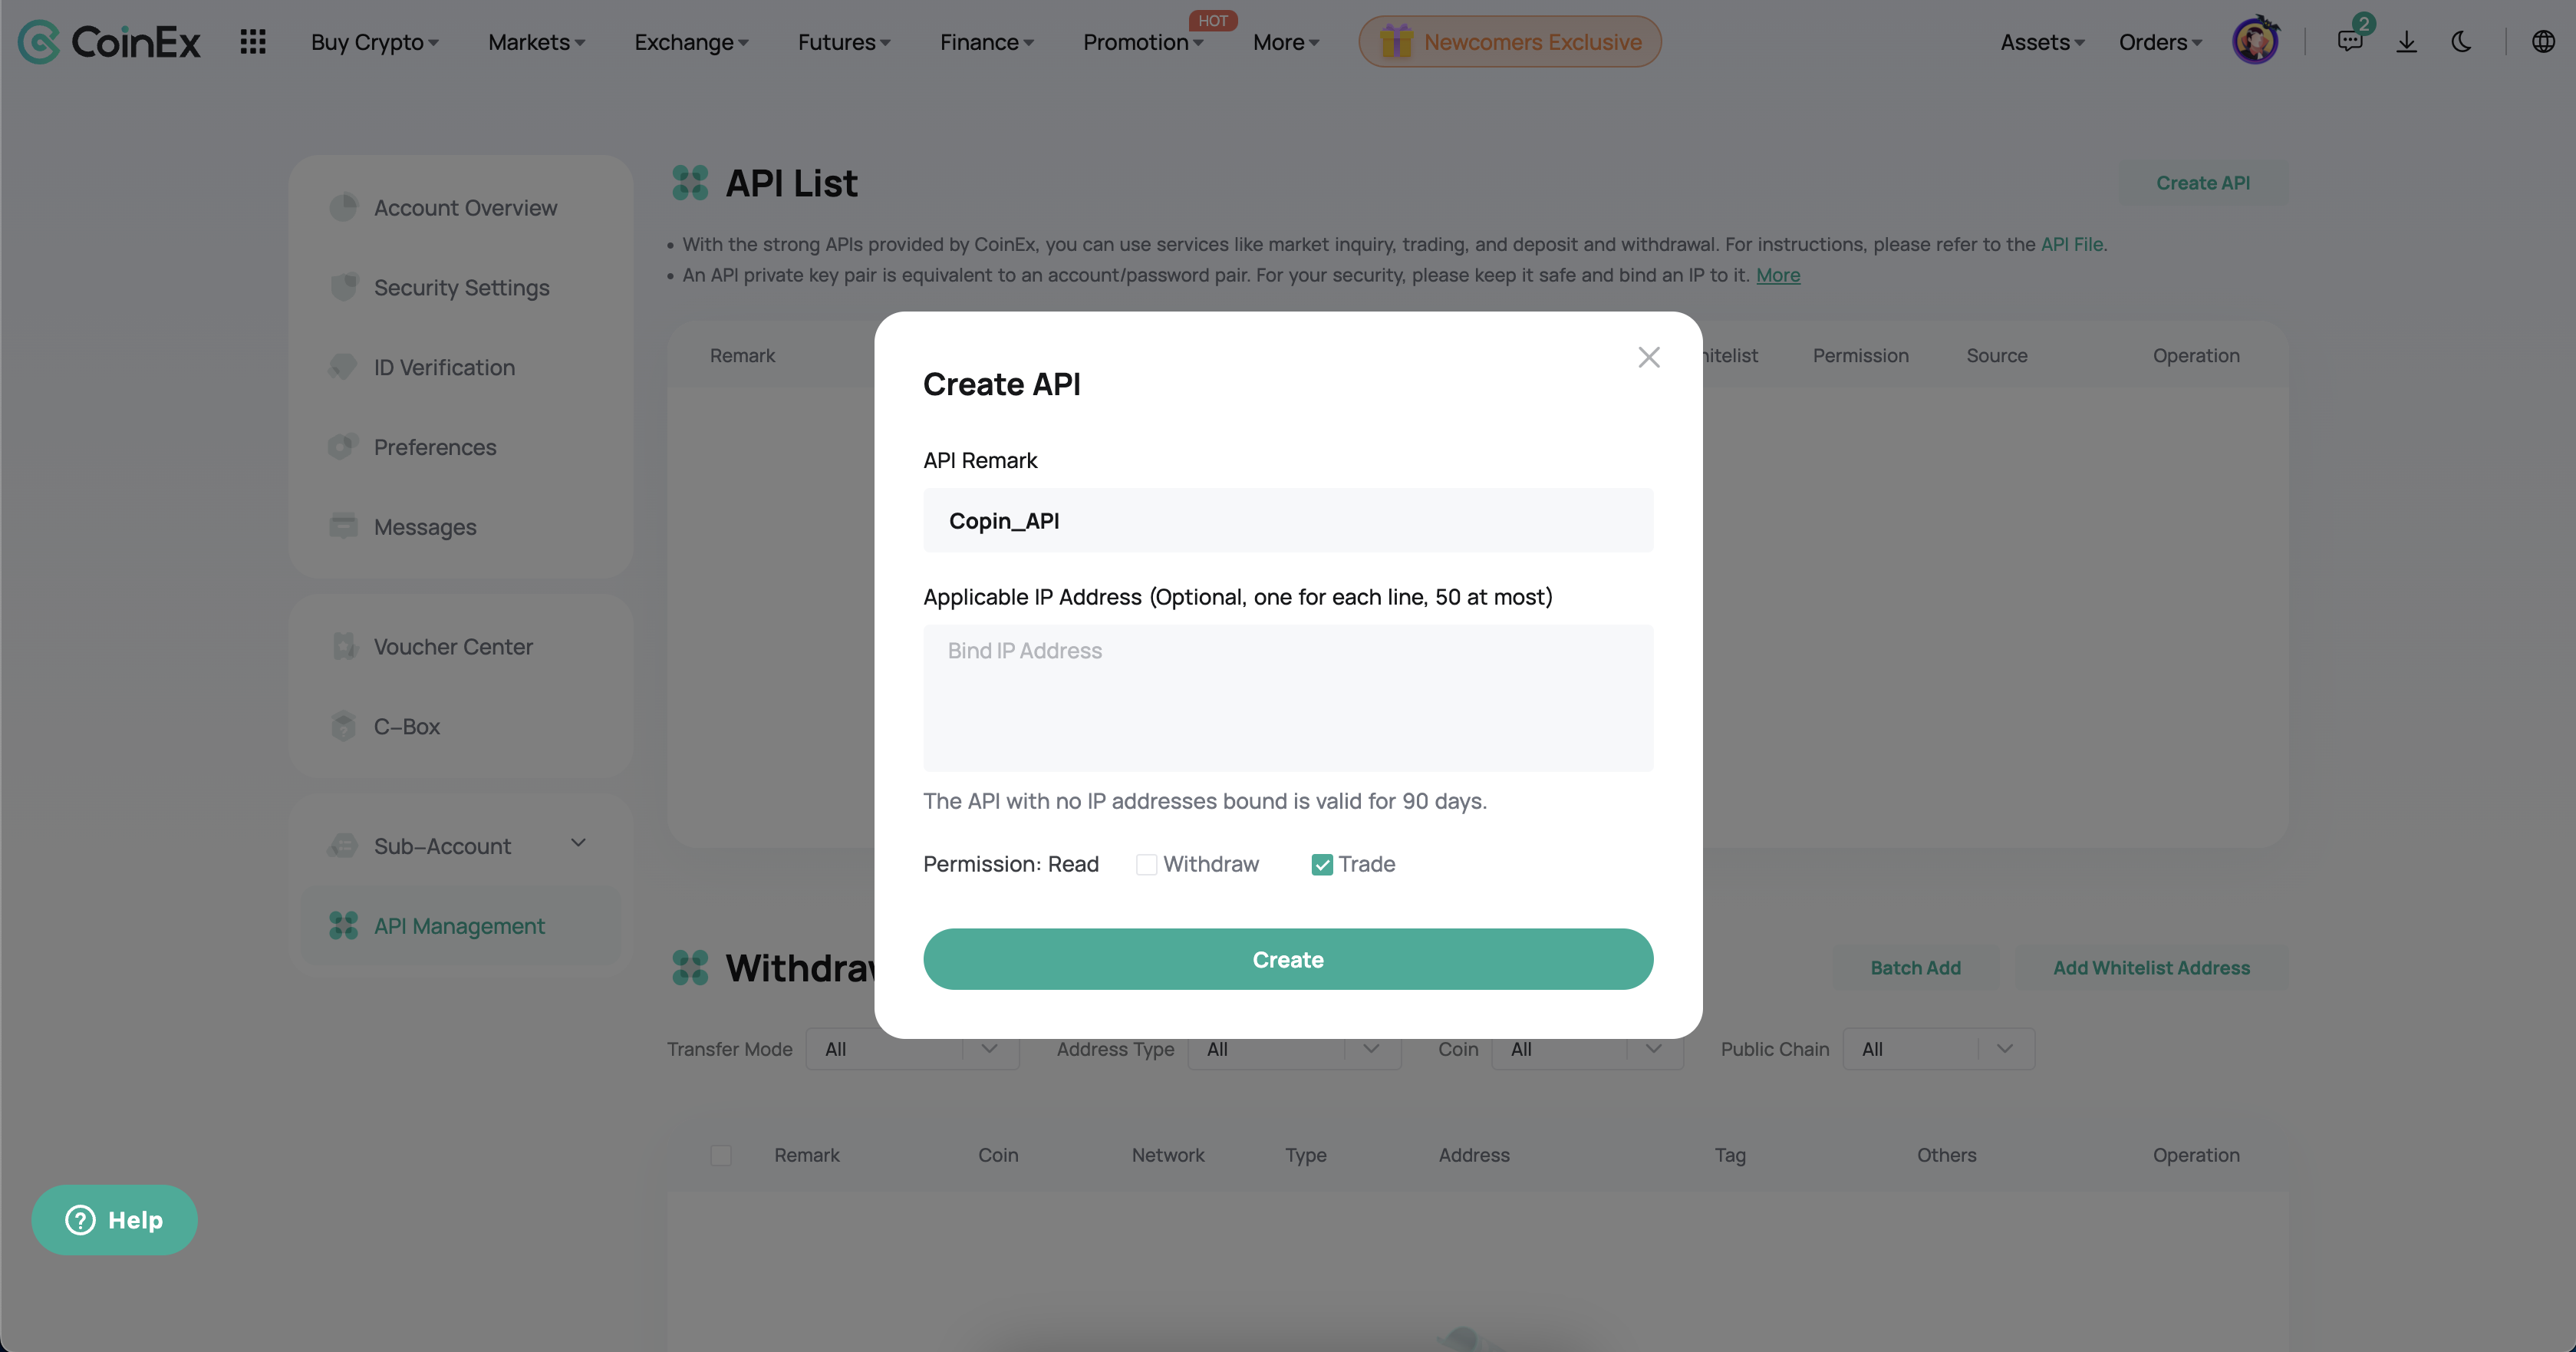 CoinEx
Buy Crypto
Markets
Exchange
Futures
Finance
Promotion
HOT
More
Newcomers Exclusive
Assets
Orders
2
Account Overview
Security Settings
ID Verification
Preferences
Messages
Voucher Center
C–Box
Sub–Account
API Management
API List
Create API
• With the strong APIs provided by CoinEx, you can use services like market inquiry, trading, and deposit and withdrawal. For instructions, please refer to the API File.
• An API private key pair is equivalent to an account/password pair. For your security, please keep it safe and bind an IP to it. More
Remark
Permission
Source
Operation
Create API
API Remark
Copin_API
Applicable IP Address (Optional, one for each line, 50 at most)
Bind IP Address
The API with no IP addresses bound is valid for 90 days.
Permission: Read
Withdraw
Trade
Create
Batch Add
Add Whitelist Address
Transfer Mode
All
Address Type
All
Coin
All
Public Chain
All
Remark
Coin
Network
Type
Address
Tag
Others
Operation
? Help